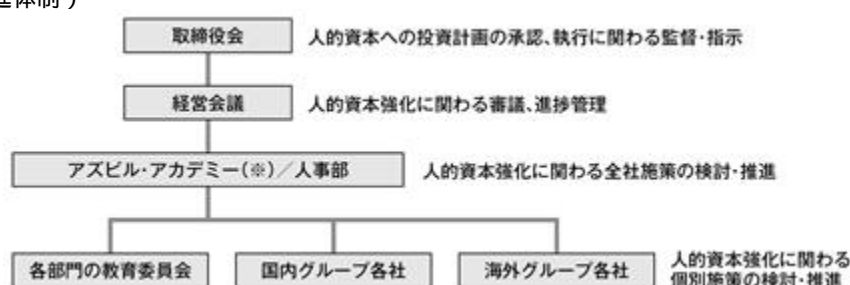 進体制)
取締役会
人的資本への投資計画の承認、執行に関わる監督・指示
経営会議
人的資本強化に関わる審議、進捗管理
アズビル・アカデミー(※)/人事部
人的資本強化に関わる全社施策の検討・推進
各部門の教育委員会
国内グループ各社
海外グループ各社
人的資本強化に関わる
個別施策の検討・推進